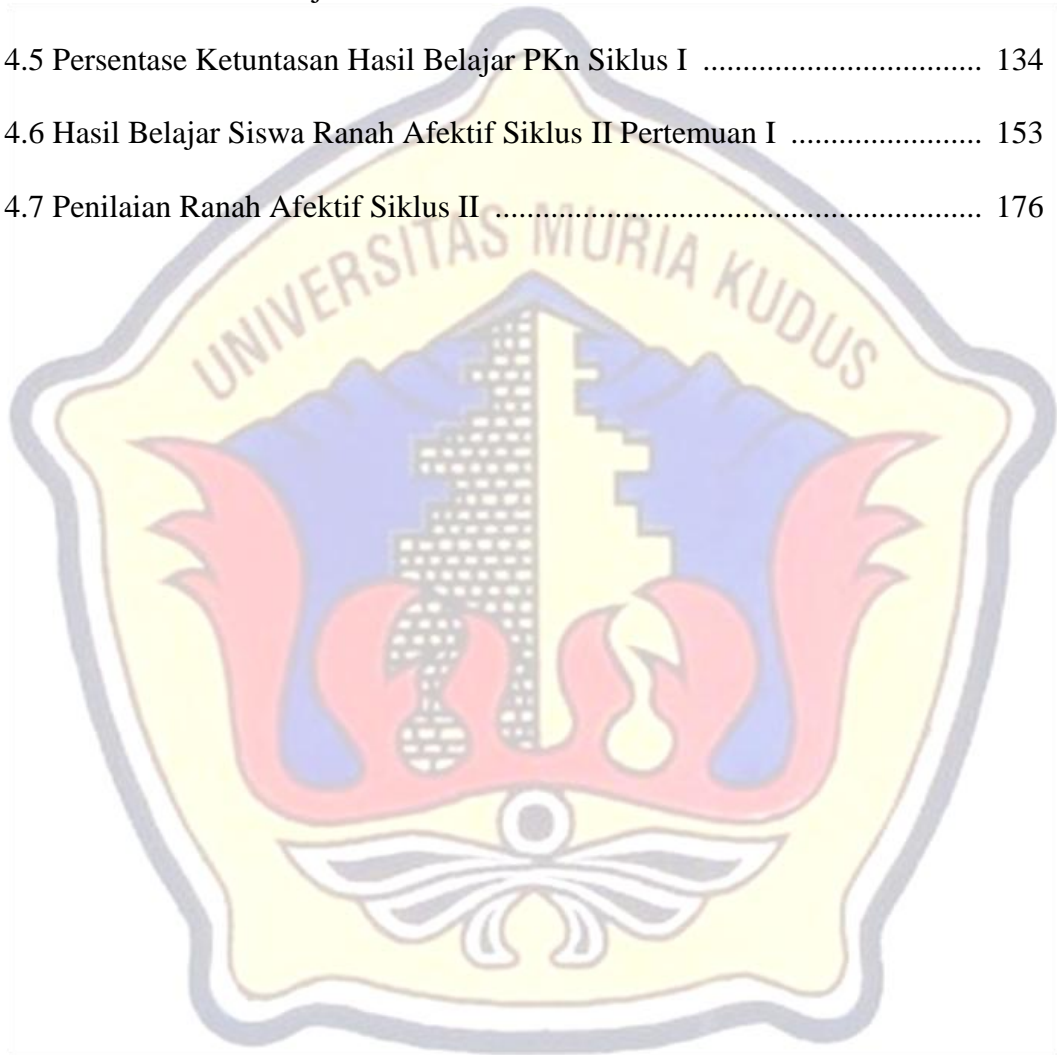 4.5 Persentase Ketuntasan Hasil Belajar PKn Siklus I .................................. 134
4.6 Hasil Belajar Siswa Ranah Afektif Siklus II Pertemuan I ........................ 153
4.7 Penilaian Ranah Afektif Siklus II ............................................................. 176
UNIVERSITAS MURIA KUDUS